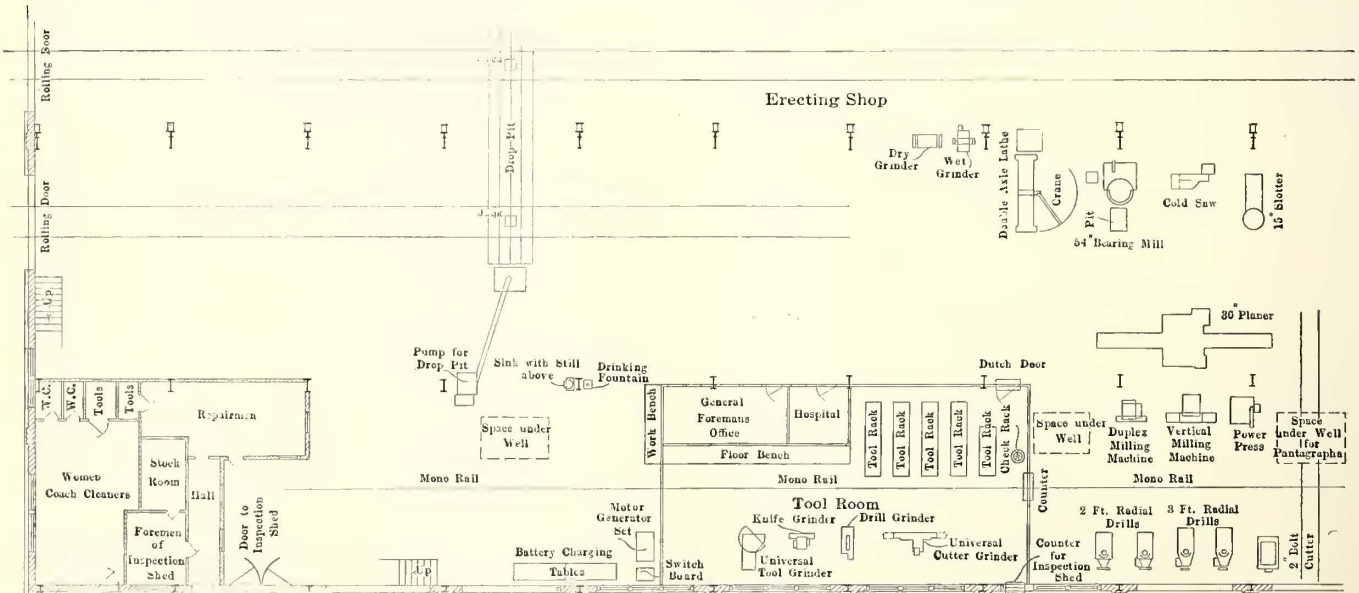 Rolling Door
Rolling Door
Drop-Pit
Erecting Shop
Dry
Grinder
Wet
Grinder
Double Axle Lathe
Crane
Pit
54" Bearing Mill
Cold Saw
15" Slotter
36" Planer
Up
Pump for
Drop Pit
Sink with Still
above
Drinking
Fountain
Dutch Door
W.C.
W.C.
Tools
Tools
Repairmen
Space under
Well
Work Bench
General
Foremans
Office
Hospital
Floor Bench
Tool Rack
Tool Rack
Tool Rack
Tool Rack
Tool Rack
Check Rack
Space under
Well
Duplex
Milling
Machine
Vertical
Milling
Machine
Power
Press
Space
under Well
for
Pantagraphs
Women
Coach Cleaners
Stock
Room
Hall
Mono Rail
Mono Rail
Mono Rail
Foremen
of
Inspection
Shed
Door to
Inspection
Shed
Up
Motor
Generator
Set
Battery Charging
Tables
Switch
Board
Tool Room
Knife Grinder
Drill Grinder
Universal
Tool Grinder
Universal
Cutter Grinder
Counter
Counter
for
Inspection
Shed
2 Ft. Radial
Drills
3 Ft. Radial
Drills
2" Bolt
Cutter